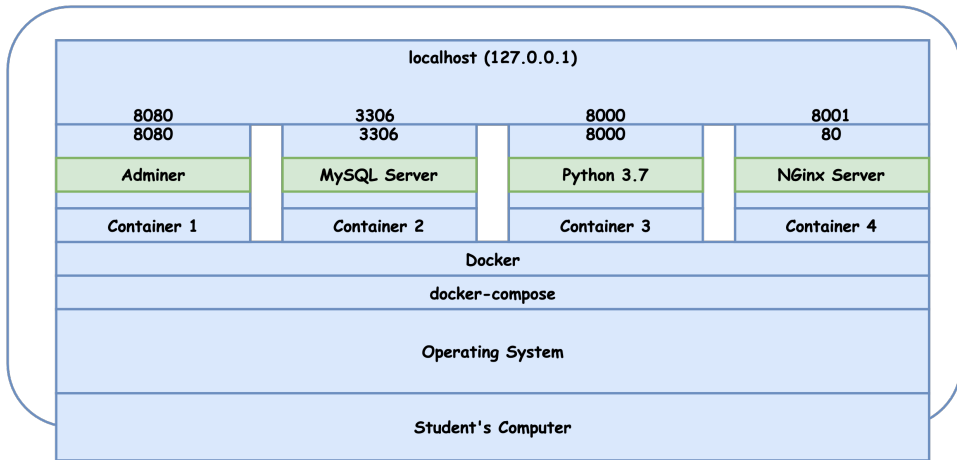 localhost (127.0.0.1)
8080 3306 8000 8001
8080 3306 8000 80
Adminer MySQL Server Python 3.7 NGinx Server
Container 1 Container 2 Container 3 Container 4
Docker
docker-compose
Operating System
Student's Computer